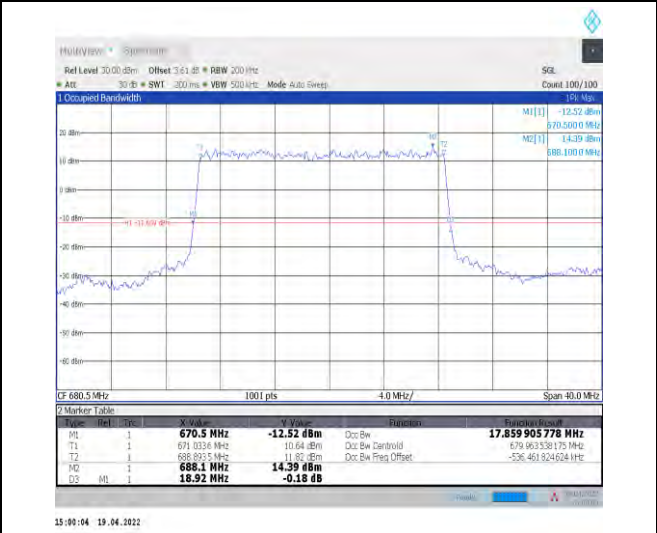 MultiView Spectrum
Ref Level 30.00 dBm Offset 3.61 dB RBW 200 kHz SGL
Att 30 dB SWT 200 ms VBW 500 kHz Mode Auto Sweep Count 100/100
1 Occupied Bandwidth 1Pk Max
M1[1] -12.52 dBm
670.5000 MHz
M2[1] 14.39 dBm
688.1000 MHz
20 dBm
M2
T1 T2
10 dBm
0 dBm
-10 dBm
-20 dBm
-30 dBm
-40 dBm
-50 dBm
-60 dBm
CF 680.5 MHz 1001 pts 4.0 MHz/ Span 40.0 MHz
2 Marker Table
Type Ref Trc X-Value Y-Value Function Function Result
M1 1 670.5 MHz -12.52 dBm Occ Bw 17.859 905 778 MHz
T1 1 671.0336 MHz 10.64 dBm Occ Bw Centroid 679.963 538 175 MHz
T2 1 688.8935 MHz 11.82 dBm Occ Bw Freq Offset -536.461 824 624 kHz
M2 1 688.1 MHz 14.39 dBm
D3 M1 1 18.92 MHz -0.18 dB
15:00:04 19.04.2022